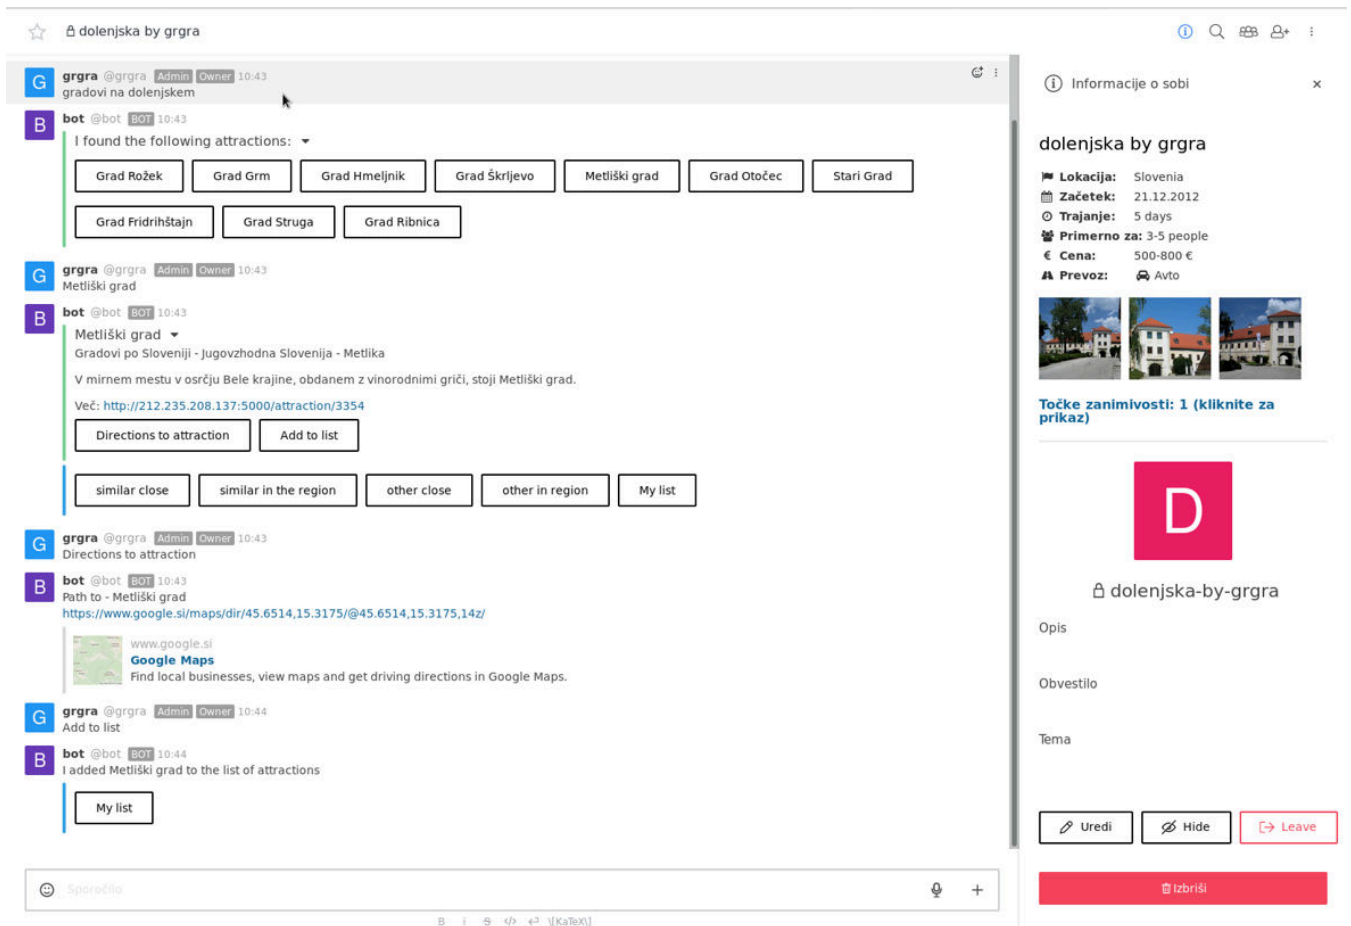 dolenjska by grgra
G grgra @grgra Admin Owner 10:43
gradovi na dolenjskem
B bot @bot BOT 10:43
I found the following attractions:
Grad Rožek Grad Grm Grad Hmeljnik Grad Škrljevo Metliški grad Grad Otočec Stari Grad
Grad Fridrihštajn Grad Struga Grad Ribnica
G grgra @grgra Admin Owner 10:43
Metliški grad
B bot @bot BOT 10:43
Metliški grad
Gradovi po Sloveniji - Jugovzhodna Slovenija - Metlika
V mirnem mestu v osrčju Bele krajine, obdanem z vinorodnimi griči, stoji Metliški grad.
Več: http://212.235.208.137:5000/attraction/3354
Directions to attraction Add to list
similar close similar in the region other close other in region My list
G grgra @grgra Admin Owner 10:43
Directions to attraction
B bot @bot BOT 10:43
Path to - Metliški grad
https://www.google.si/maps/dir/45.6514,15.3175/@45.6514,15.3175,14z/
www.google.si
Google Maps
Find local businesses, view maps and get driving directions in Google Maps.
G grgra @grgra Admin Owner 10:44
Add to list
B bot @bot BOT 10:44
I added Metliški grad to the list of attractions
My list
Sporočilo
B i S </> \[KaTeX\]
Informacije o sobi ×
dolenjska by grgra
Lokacija: Slovenia
Začetek: 21.12.2012
Trajanje: 5 days
Primerno za: 3-5 people
€ Cena: 500-800 €
Prevoz: Avto
Točke zanimivosti: 1 (kliknite za
prikaz)
D
dolenjska-by-grgra
Opis
Obvestilo
Tema
Uredi Hide Leave
Izbriši